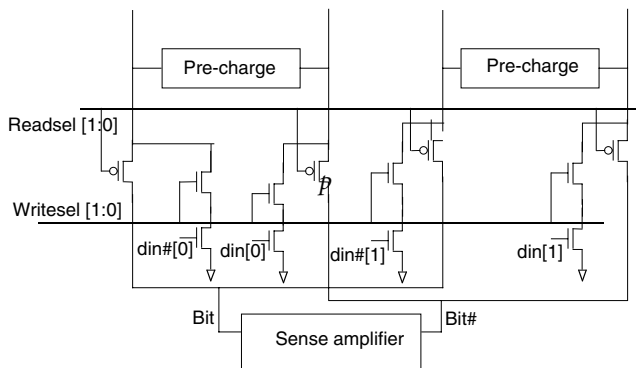 Pre-charge
Pre-charge
Readsel [1:0]
p
Writesel [1:0]
din#[0]
din[0]
din#[1]
din[1]
Bit
Sense amplifier
Bit#